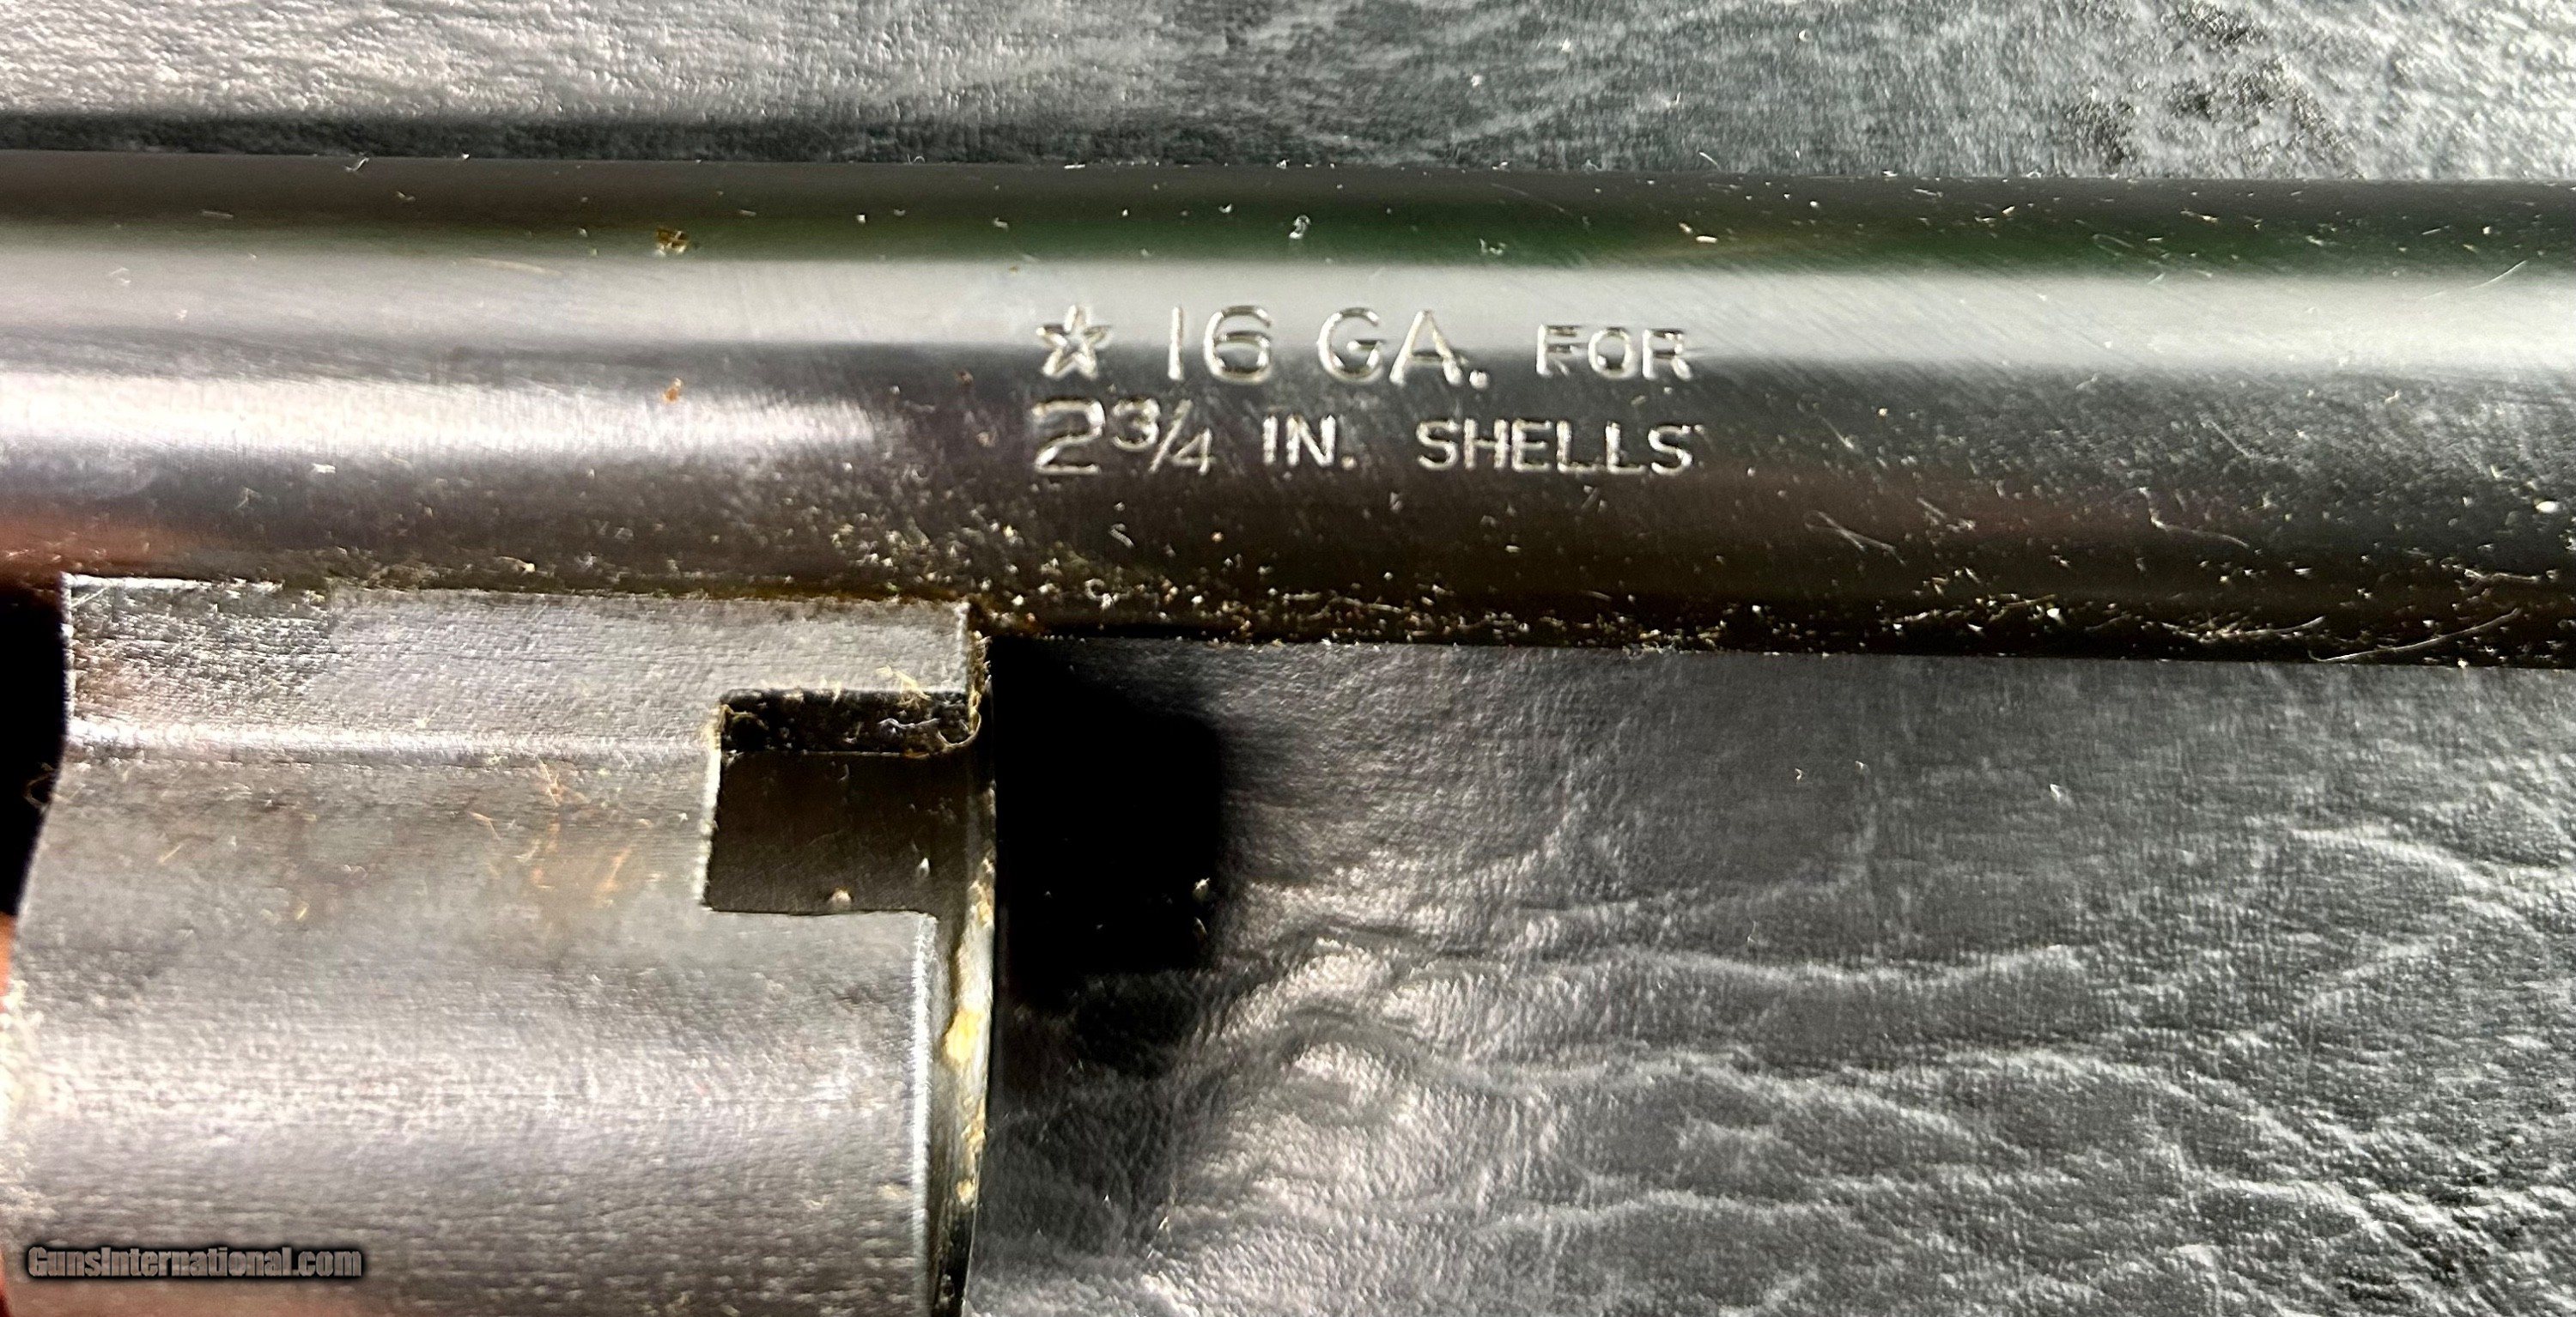 ☆ 16 GA. FOR
2¾ IN. SHELLS
GunsInternational.com